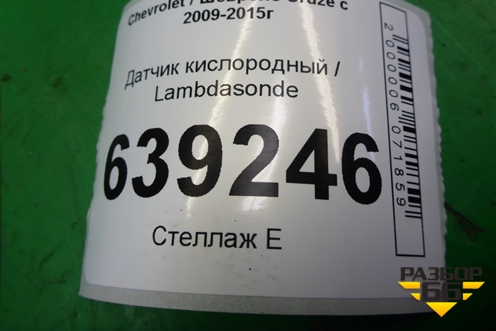 Chevrolet / Шевроле Cruze с
2009-2015г
Датчик кислородный /
Lambdasonde
639246
Стеллаж Е
2000006071859
РАЗБОР
66